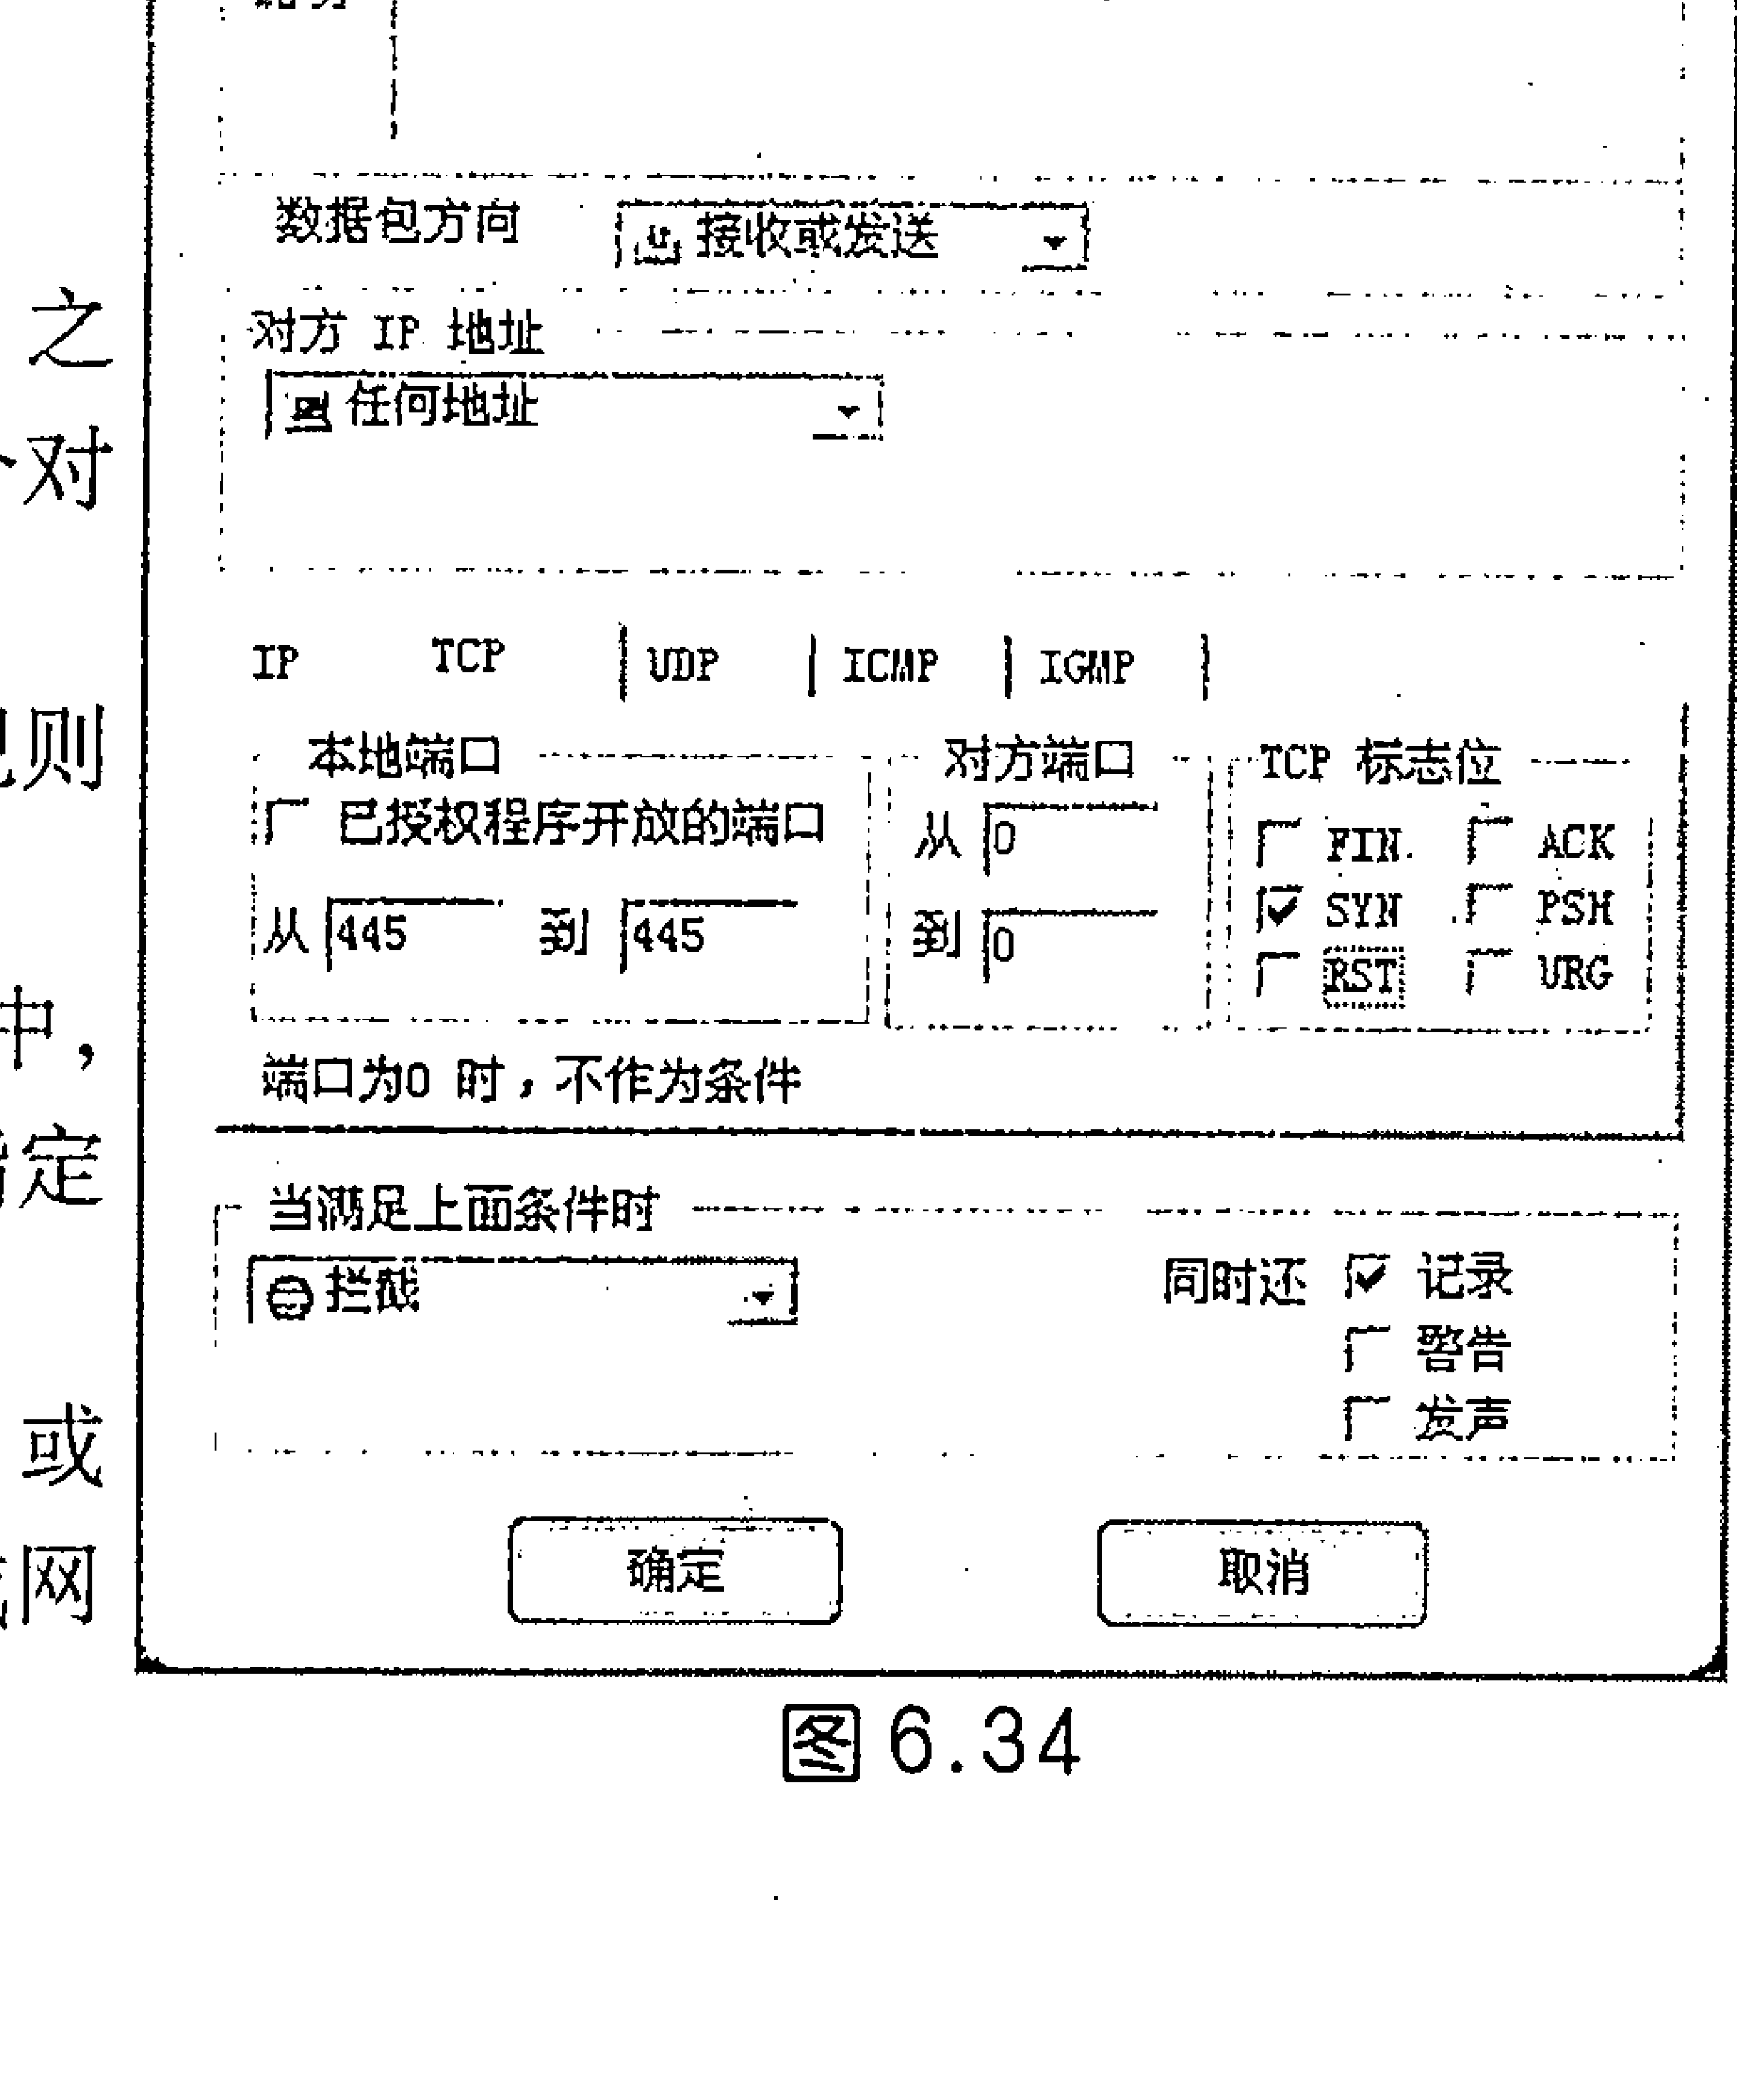 数据包方向 接收或发送
对方 IP 地址
任何地址
IP TCP UDP ICMP IGMP
本地端口 对方端口 TCP 标志位
已授权程序开放的端口 从 0 FIN ACK
从 445 到 445 到 0 SYN PSH
RST URG
端口为0 时，不作为条件
当满足上面条件时
拦截 同时还 记录
警告
发声
确定 取消
图 6.34
之
对
则
中，
定
或
网